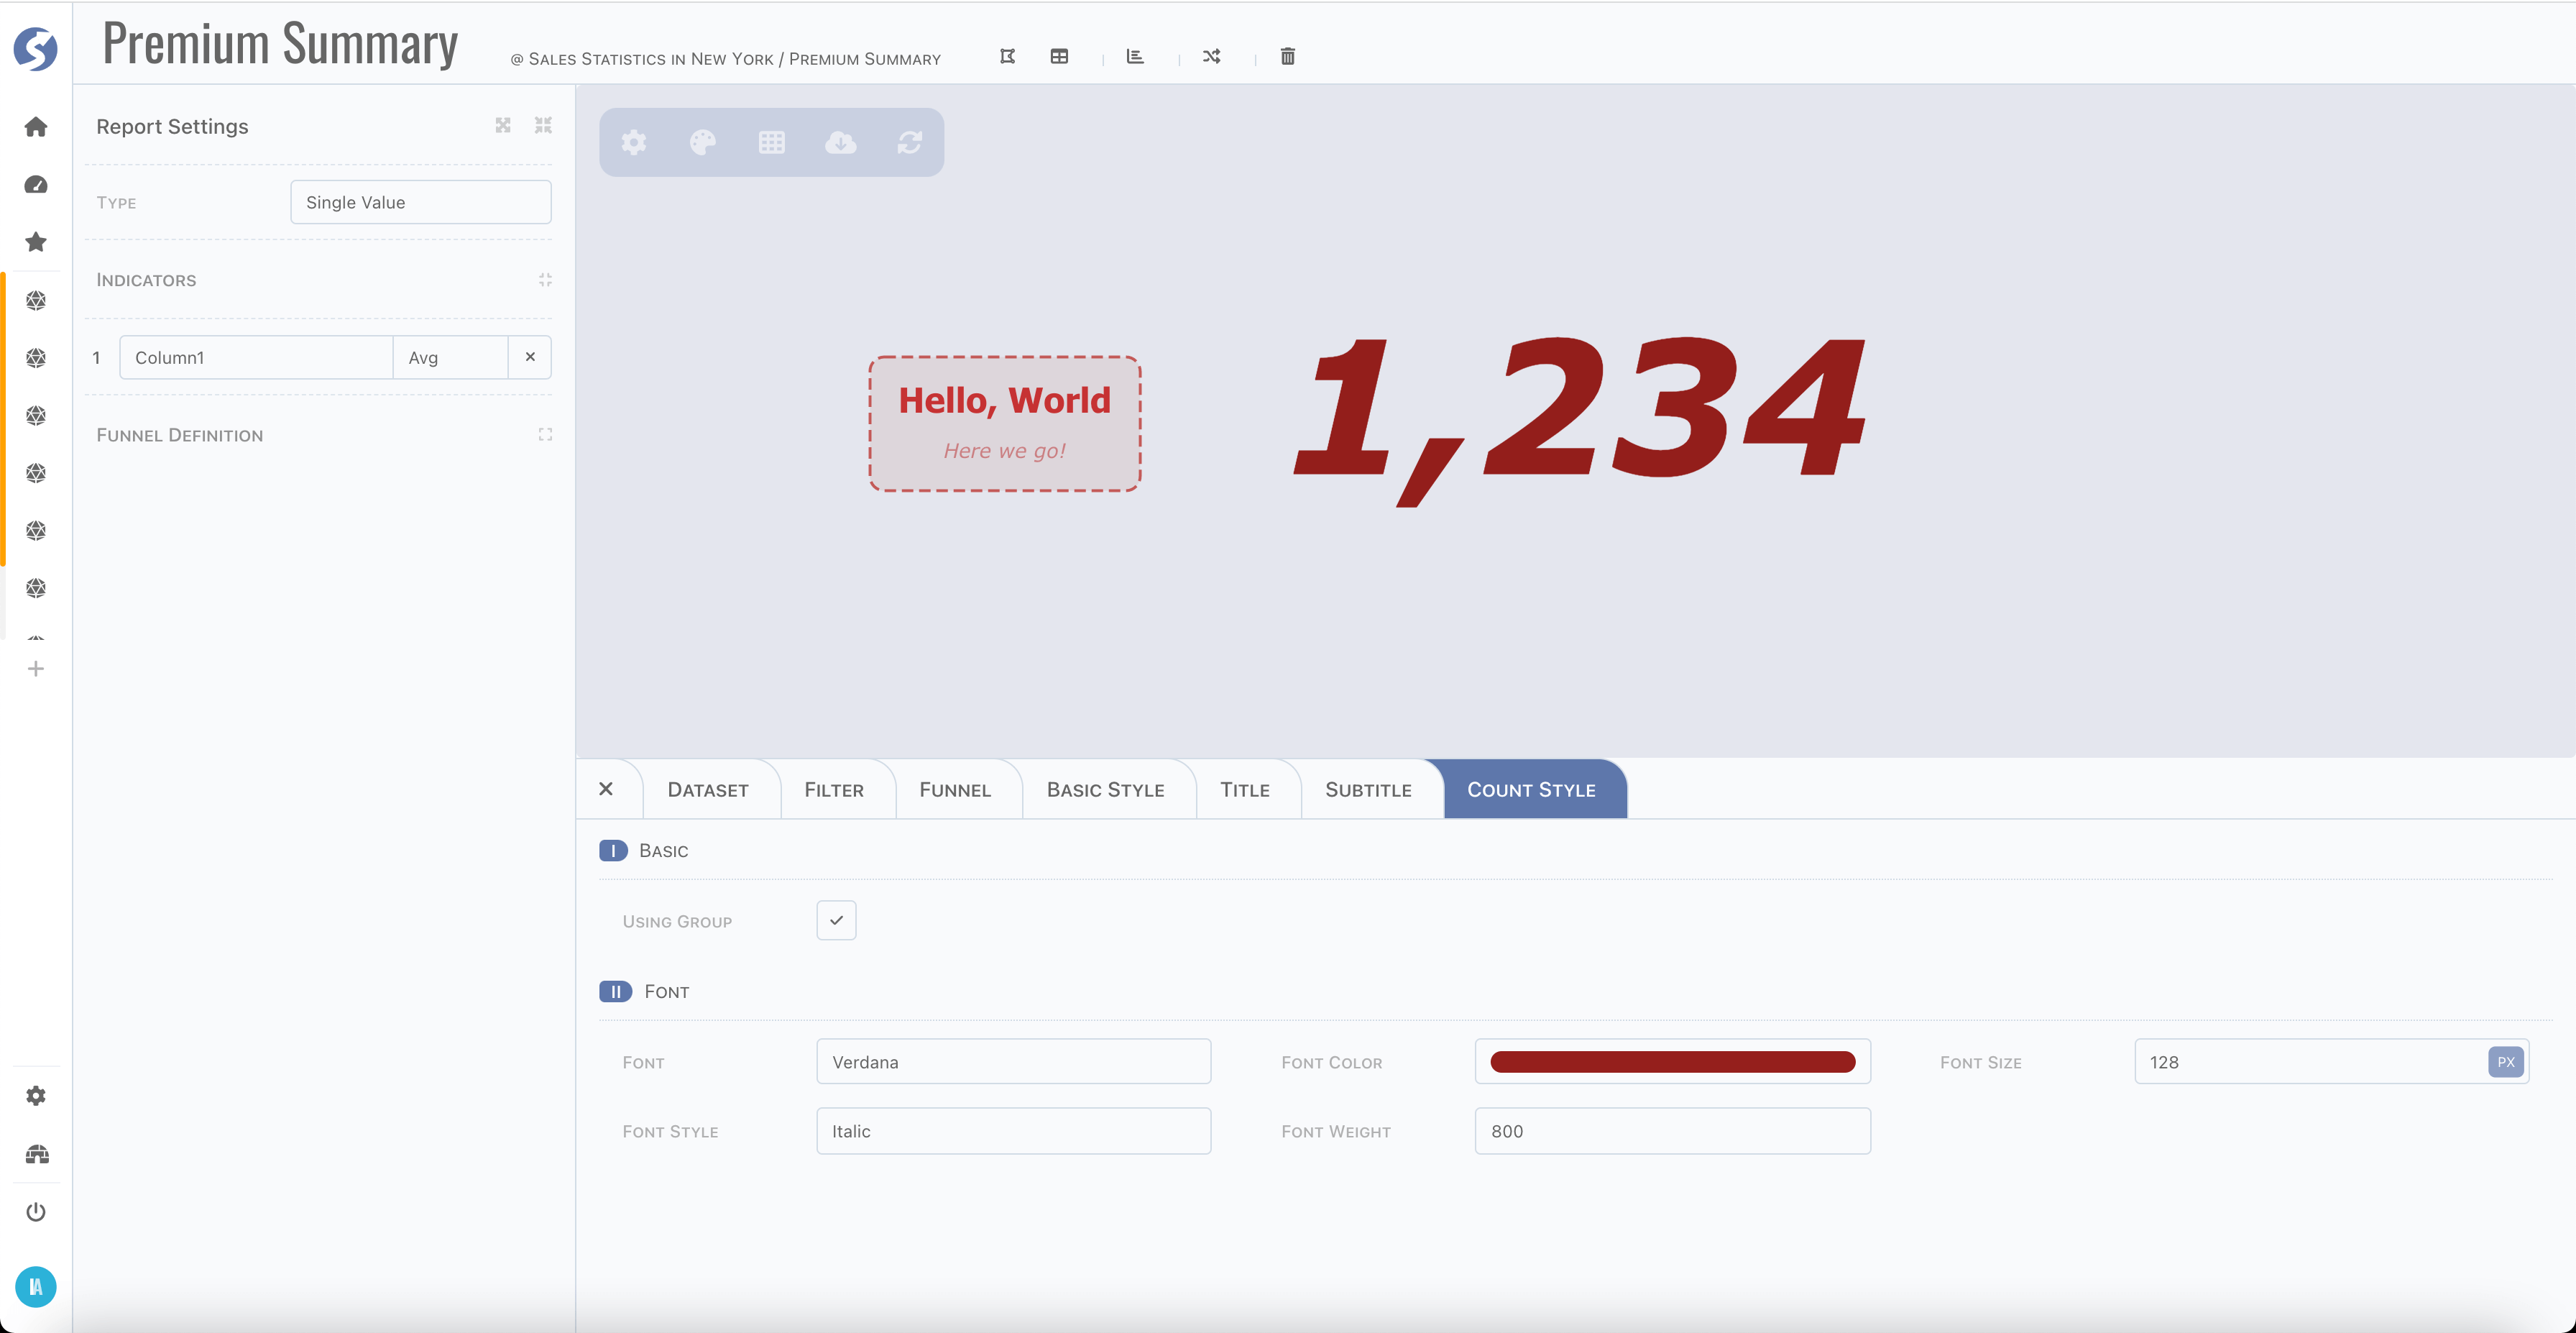 Premium Summary
@ Sales Statistics in New York / Premium Summary
Report Settings
Type
Single Value
Indicators
1
Column1
Avg
Funnel Definition
Hello, World
Here we go!
1,234
Dataset
Filter
Funnel
Basic Style
Title
Subtitle
Count Style
I
Basic
Using Group
II
Font
Font
Verdana
Font Color
Font Size
128
PX
Font Style
Italic
Font Weight
800
IA